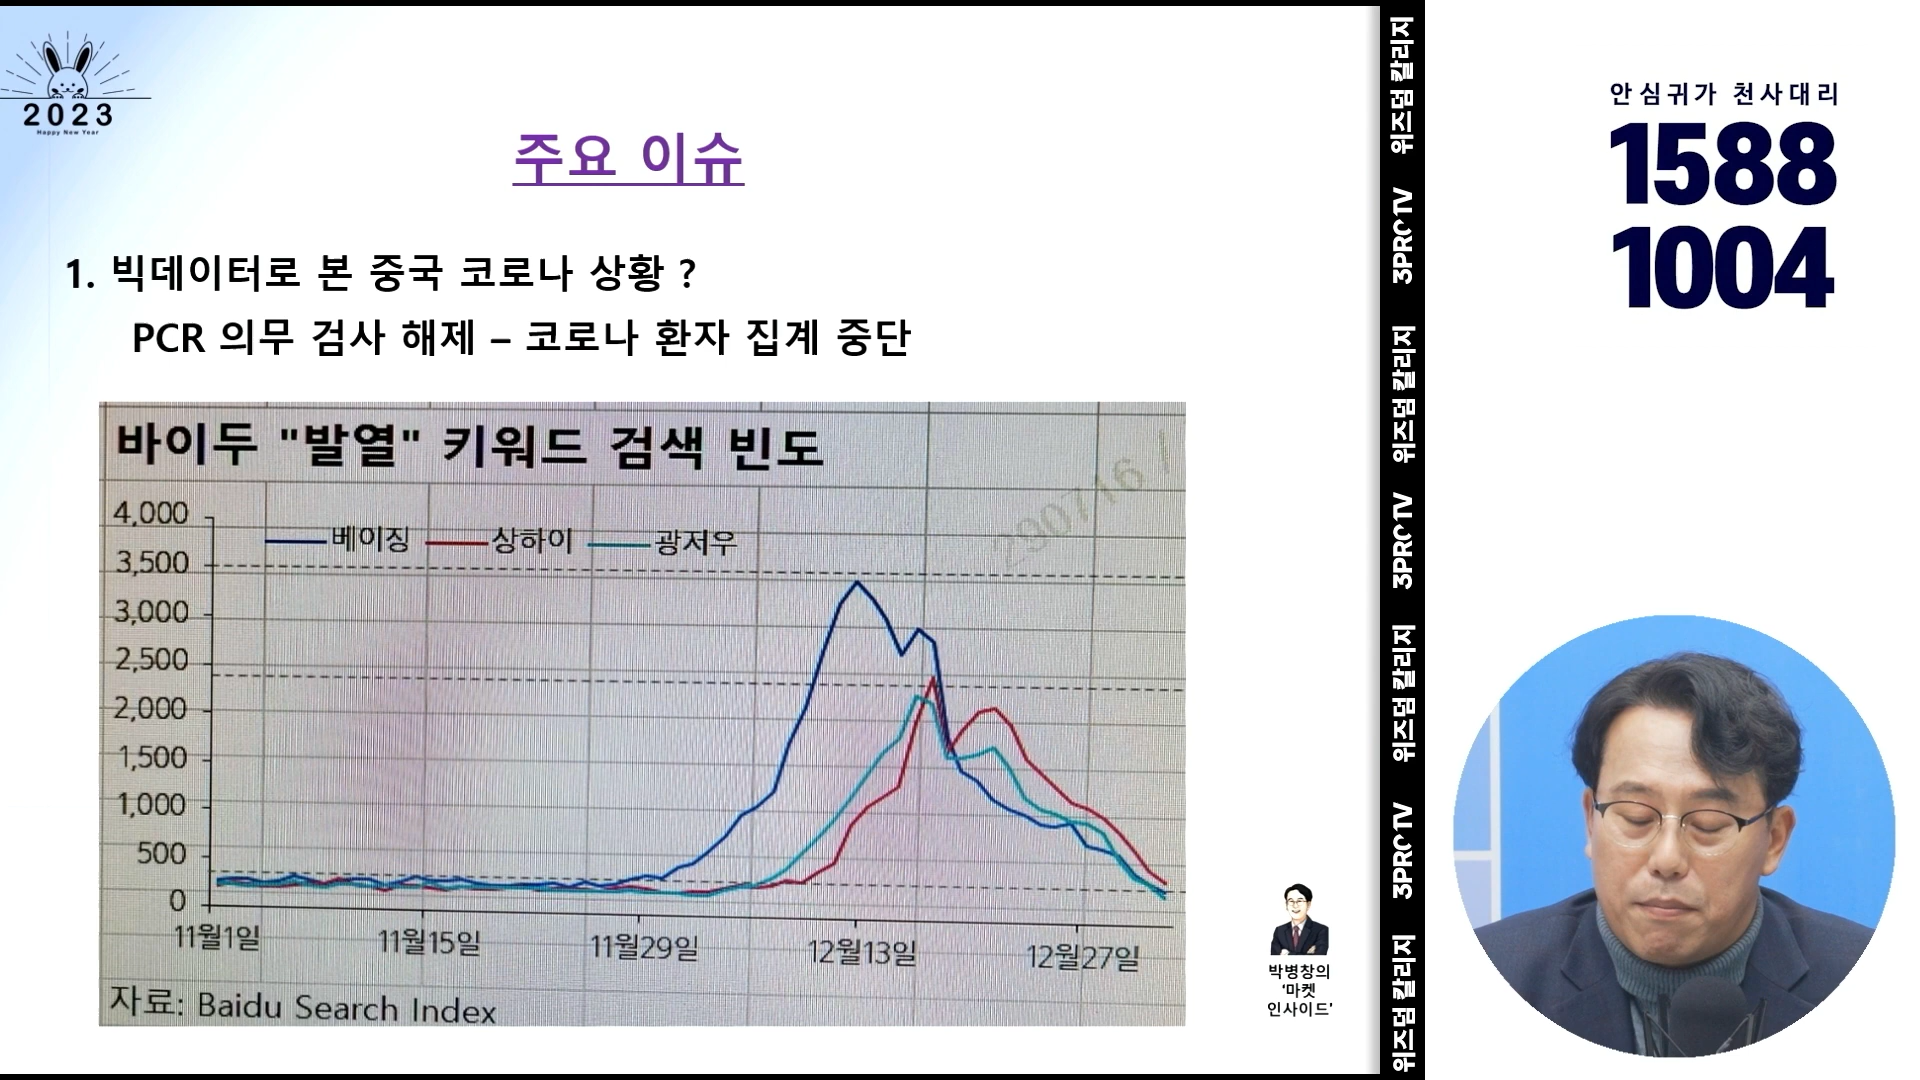 2023
Happy New Year
주요 이슈
1. 빅데이터로 본 중국 코로나 상황 ?
PCR 의무 검사 해제 – 코로나 환자 집계 중단
바이두 "발열" 키워드 검색 빈도
290716 /
4,000
3,500
3,000
2,500
2,000
1,500
1,000
500
0
베이징 상하이 광저우
11월1일 11월15일 11월29일 12월13일 12월27일
자료: Baidu Search Index
박병창의
‘마켓
인사이드’
위즈덤 칼리지 3PROTV 위즈덤 칼리지 3PROTV 위즈덤 칼리지 3PROTV 위즈덤 칼리지
안심귀가 천사대리
1588
1004